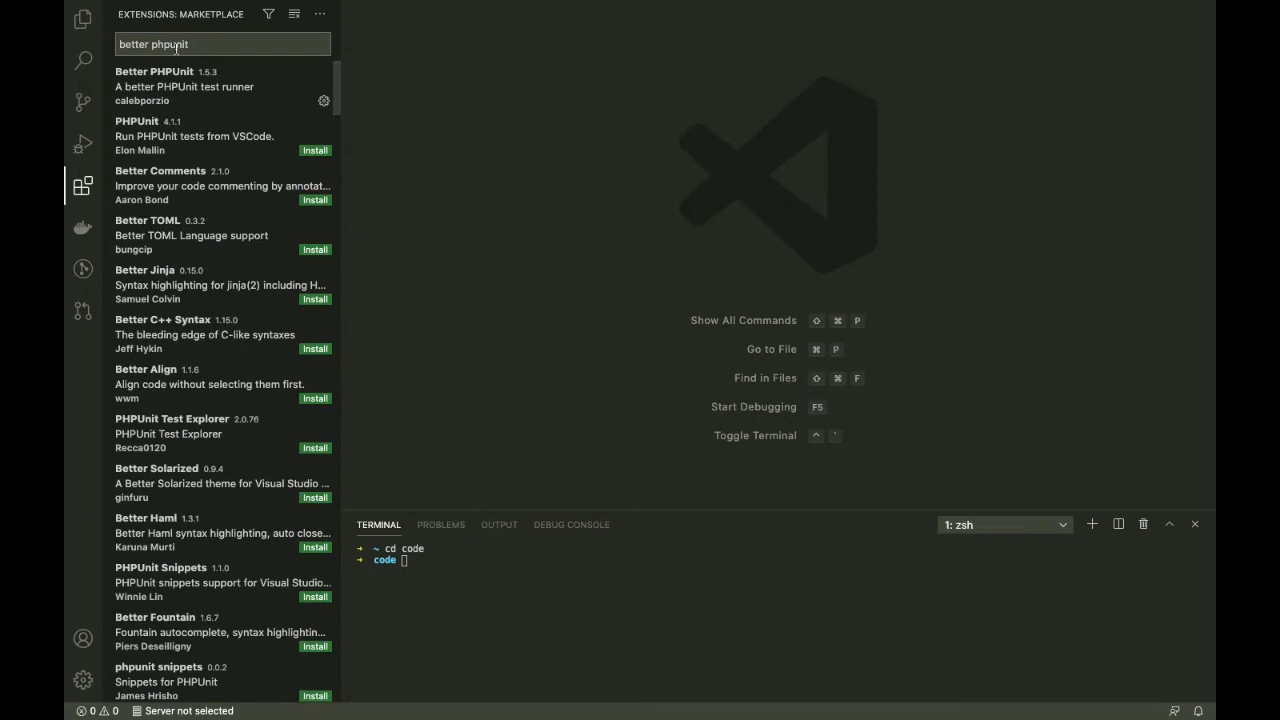 EXTENSIONS: MARKETPLACE
better phpunit
Better PHPUnit 1.5.3
A better PHPUnit test runner
calebporzio
PHPUnit 4.1.1
Run PHPUnit tests from VSCode.
Elon Mallin Install
Better Comments 2.1.0
Improve your code commenting by annotat...
Aaron Bond Install
Better TOML 0.3.2
Better TOML Language support
bungcip Install
Better Jinja 0.15.0
Syntax highlighting for jinja(2) including H...
Samuel Colvin Install
Better C++ Syntax 1.15.0
The bleeding edge of C-like syntaxes
Jeff Hykin Install
Better Align 1.1.6
Align code without selecting them first.
wwm Install
PHPUnit Test Explorer 2.0.76
PHPUnit Test Explorer
Recca0120 Install
Better Solarized 0.9.4
A Better Solarized theme for Visual Studio ...
ginfuru Install
Better Haml 1.3.1
Better Haml syntax highlighting, auto close...
Karuna Murti Install
PHPUnit Snippets 1.1.0
PHPUnit snippets support for Visual Studio...
Winnie Lin Install
Better Fountain 1.6.7
Fountain autocomplete, syntax highlightin...
Piers Deseilligny Install
phpunit snippets 0.0.2
Snippets for PHPUnit
James Hrisho Install
Show All Commands ⇧ ⌘ P
Go to File ⌘ P
Find in Files ⇧ ⌘ F
Start Debugging F5
Toggle Terminal ^ `
TERMINAL PROBLEMS OUTPUT DEBUG CONSOLE 1: zsh
➜ ~ cd code
➜ code
0 0 Server not selected